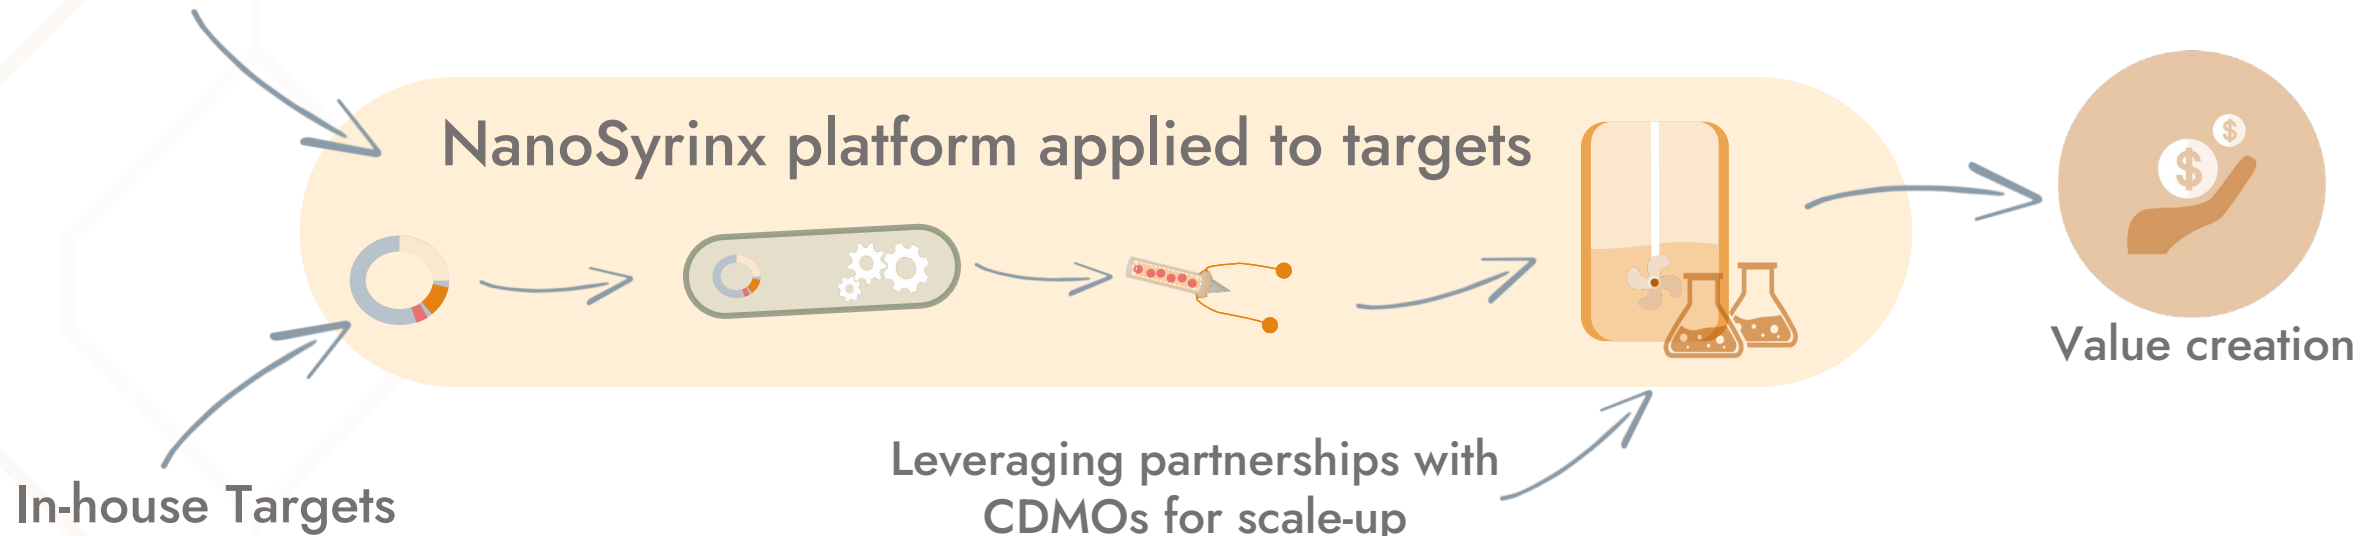 NanoSyrinx platform applied to targets
Value creation
Leveraging partnerships with
CDMOs for scale-up
In-house Targets
$
$